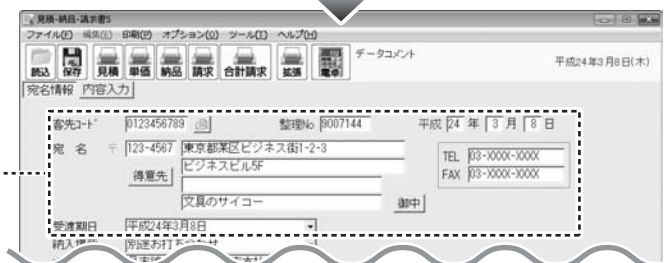 見積・納品・請求書5
ファイル(F) 編集(E) 印刷(P) オプション(O) ツール(T) ヘルプ(H)
読込 保存 見積 単価 納品 請求 合計請求 拡張 電卓 データコメント 平成24年3月8日(木)
宛名情報 内容入力
客先コード 0123456789 整理No 9007144 平成 24 年 3 月 8 日
宛 名 〒 123-4567 東京都某区ビジネス街1-2-3
TEL 03-XXXX-XXXX
得意先 ビジネスビル5F
FAX 03-XXXX-XXXX
文具のサイコー 御中
受渡期日 平成24年3月8日
納入場所 別途お打